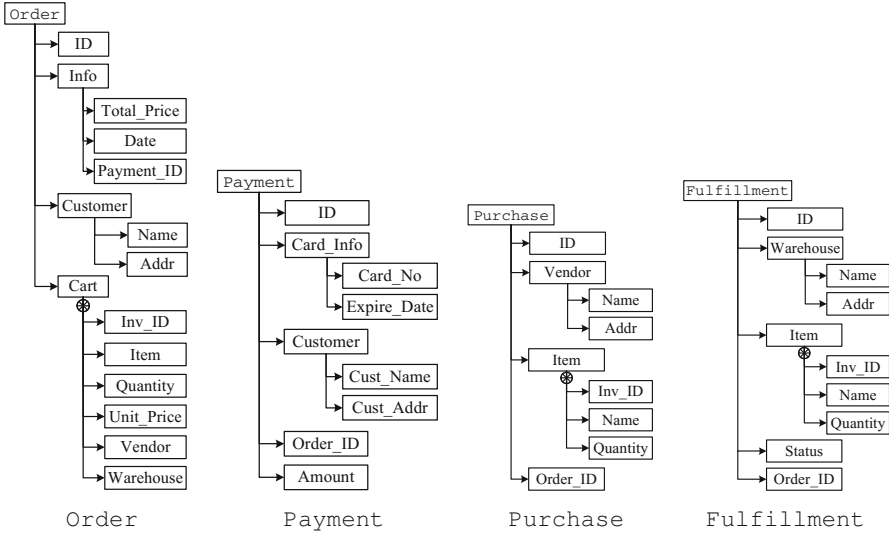 Order
ID
Info
Total_Price
Date
Payment_ID
Customer
Name
Addr
Cart
Inv_ID
Item
Quantity
Unit_Price
Vendor
Warehouse
Order
Payment
ID
Card_Info
Card_No
Expire_Date
Customer
Cust_Name
Cust_Addr
Order_ID
Amount
Payment
Purchase
ID
Vendor
Name
Addr
Item
Inv_ID
Name
Quantity
Order_ID
Purchase
Fulfillment
ID
Warehouse
Name
Addr
Item
Inv_ID
Name
Quantity
Status
Order_ID
Fulfillment